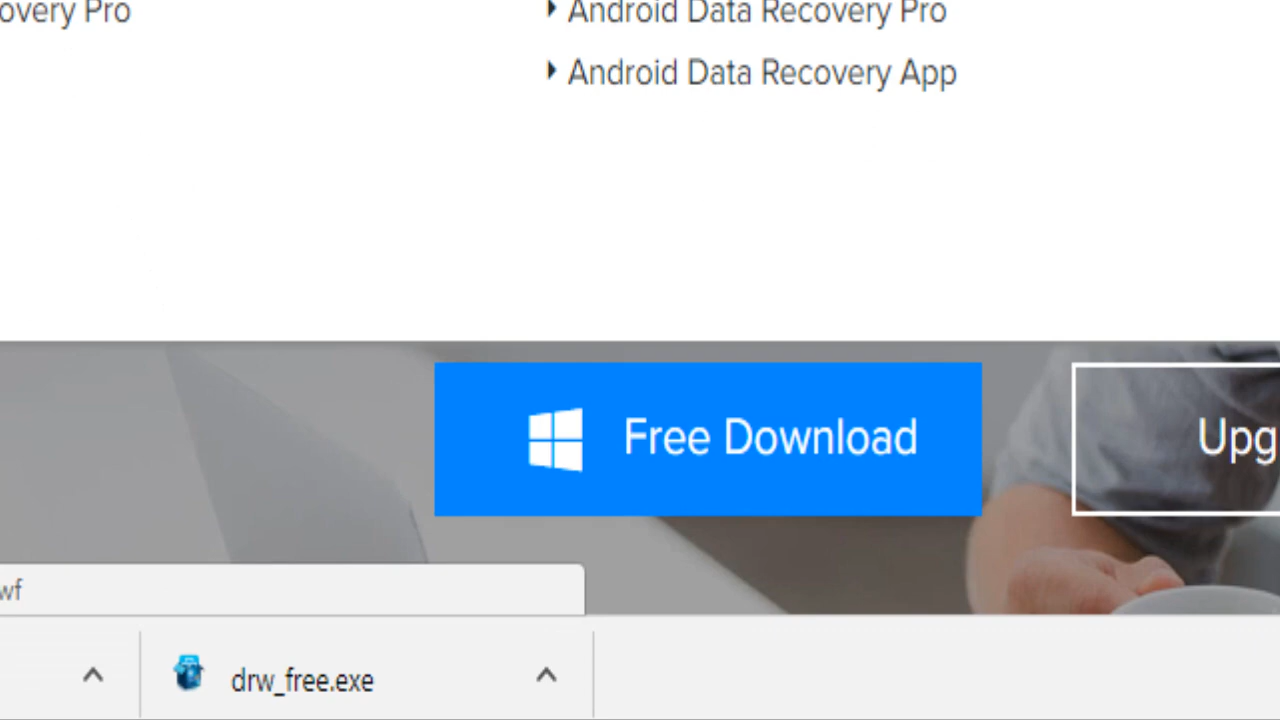 overy Pro
Android Data Recovery Pro
Android Data Recovery App
Free Download
Upg
wf
drw_free.exe